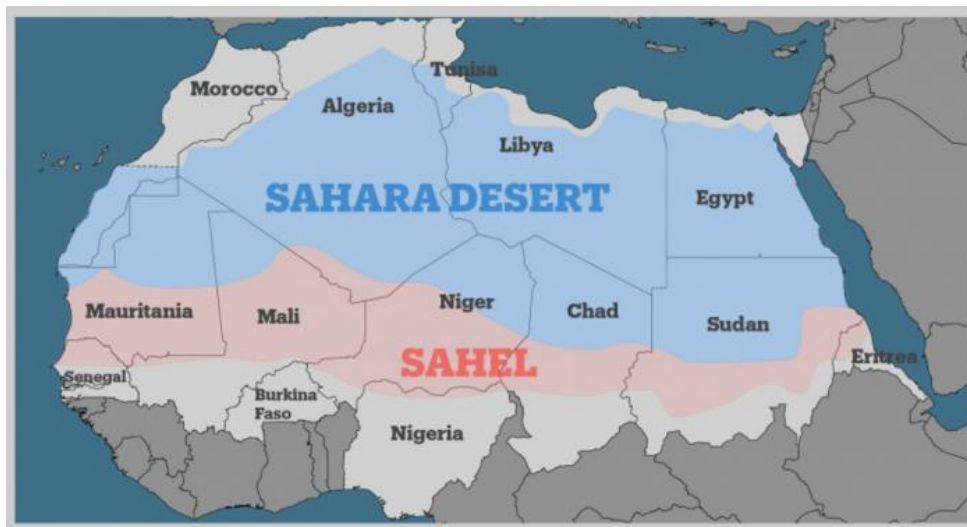 Tunisa
Morocco
Algeria
Libya
SAHARA DESERT
Egypt
Mauritania
Mali
Niger
Chad
Sudan
SAHEL
Eritrea
Senegal
Burkina
Faso
Nigeria